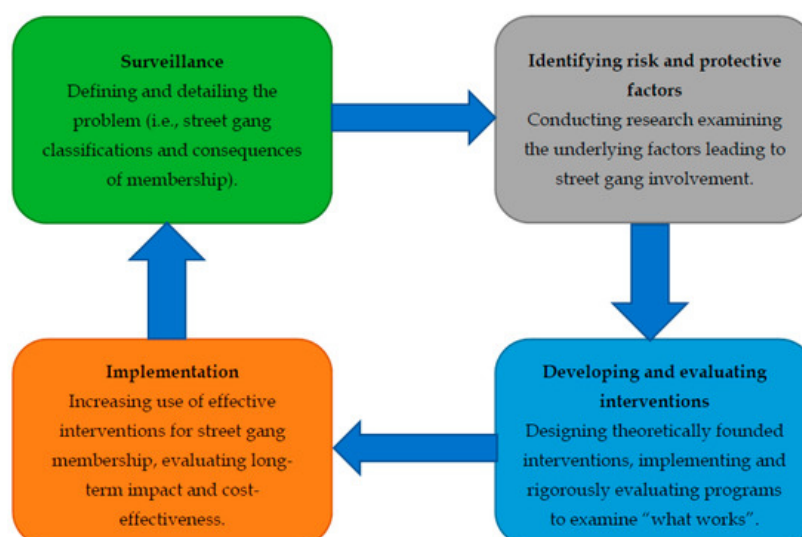 Surveillance
Defining and detailing the
problem (i.e., street gang
classifications and consequences
of membership).
Identifying risk and protective
factors
Conducting research examining
the underlying factors leading to
street gang involvement.
Implementation
Increasing use of effective
interventions for street gang
membership, evaluating long-
term impact and cost-
effectiveness.
Developing and evaluating
interventions
Designing theoretically founded
interventions, implementing and
rigorously evaluating programs
to examine “what works”.